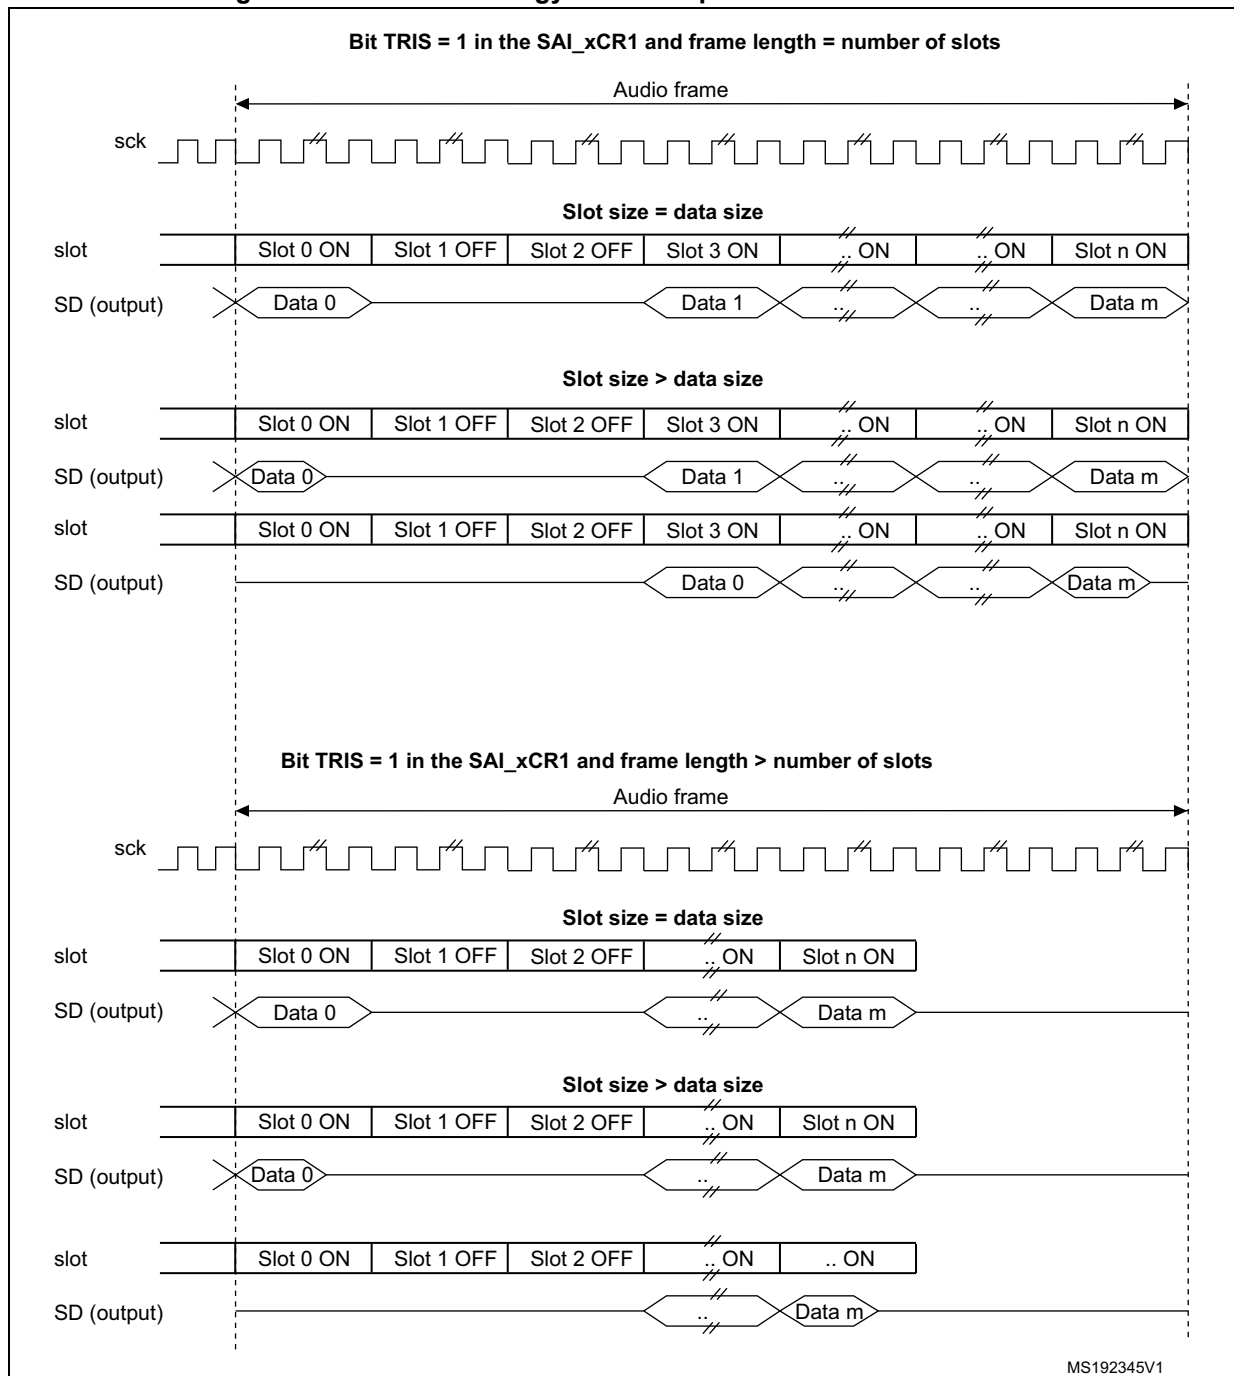 Bit TRIS = 1 in the SAI_xCR1 and frame length = number of slots
Audio frame
sck
Slot size = data size
slot Slot 0 ON Slot 1 OFF Slot 2 OFF Slot 3 ON .. ON .. ON Slot n ON
SD (output) Data 0 Data 1 .. .. Data m
Slot size > data size
slot Slot 0 ON Slot 1 OFF Slot 2 OFF Slot 3 ON .. ON .. ON Slot n ON
SD (output) Data 0 Data 1 .. .. Data m
slot Slot 0 ON Slot 1 OFF Slot 2 OFF Slot 3 ON .. ON .. ON Slot n ON
SD (output) Data 0 .. .. Data m
Bit TRIS = 1 in the SAI_xCR1 and frame length > number of slots
Audio frame
sck
Slot size = data size
slot Slot 0 ON Slot 1 OFF Slot 2 OFF .. ON Slot n ON
SD (output) Data 0 .. Data m
Slot size > data size
slot Slot 0 ON Slot 1 OFF Slot 2 OFF .. ON Slot n ON
SD (output) Data 0 .. Data m
slot Slot 0 ON Slot 1 OFF Slot 2 OFF .. ON .. ON
SD (output) .. Data m
MS192345V1